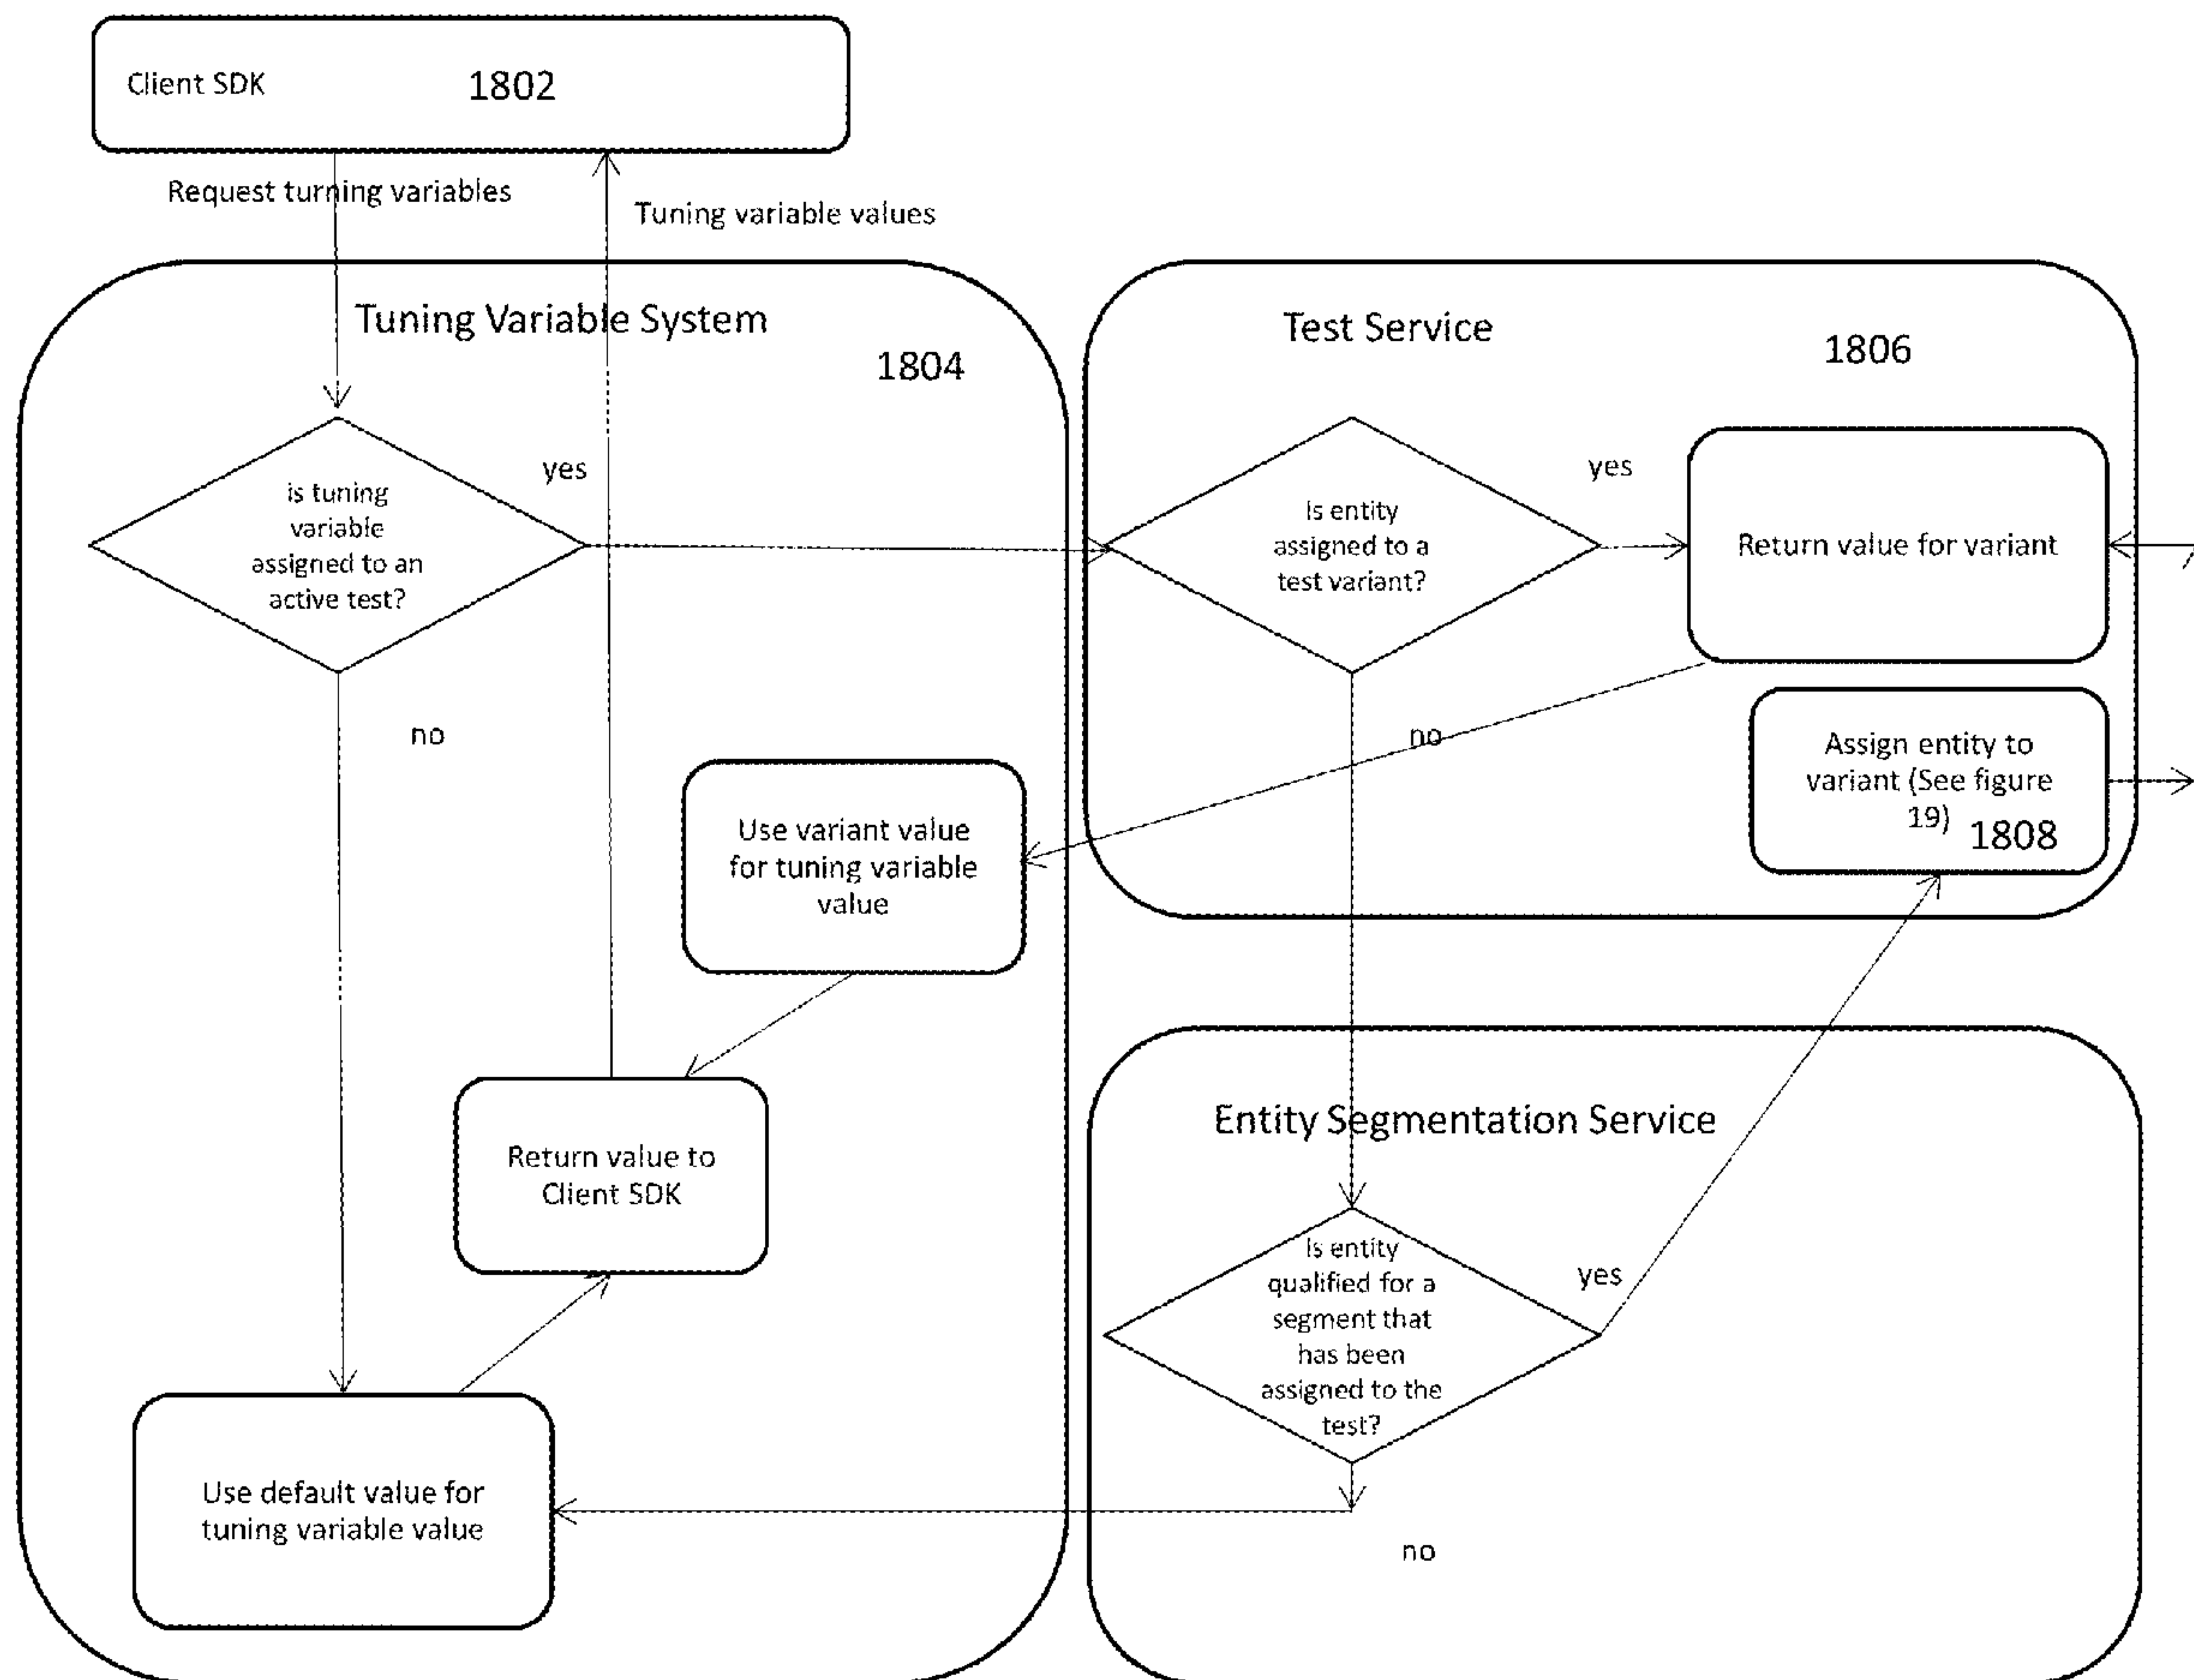 Client SDK 1802
Request turning variables
Tuning variable values
Tuning Variable System
1804
Test Service
1806
is tuning
variable
assigned to an
active test?
yes
no
Is entity
assigned to a
test variant?
yes
no
Return value for variant
Assign entity to
variant (See figure
19) 1808
Use variant value
for tuning variable
value
Return value to
Client SDK
Use default value for
tuning variable value
Entity Segmentation Service
Is entity
qualified for a
segment that
has been
assigned to the
test?
yes
no